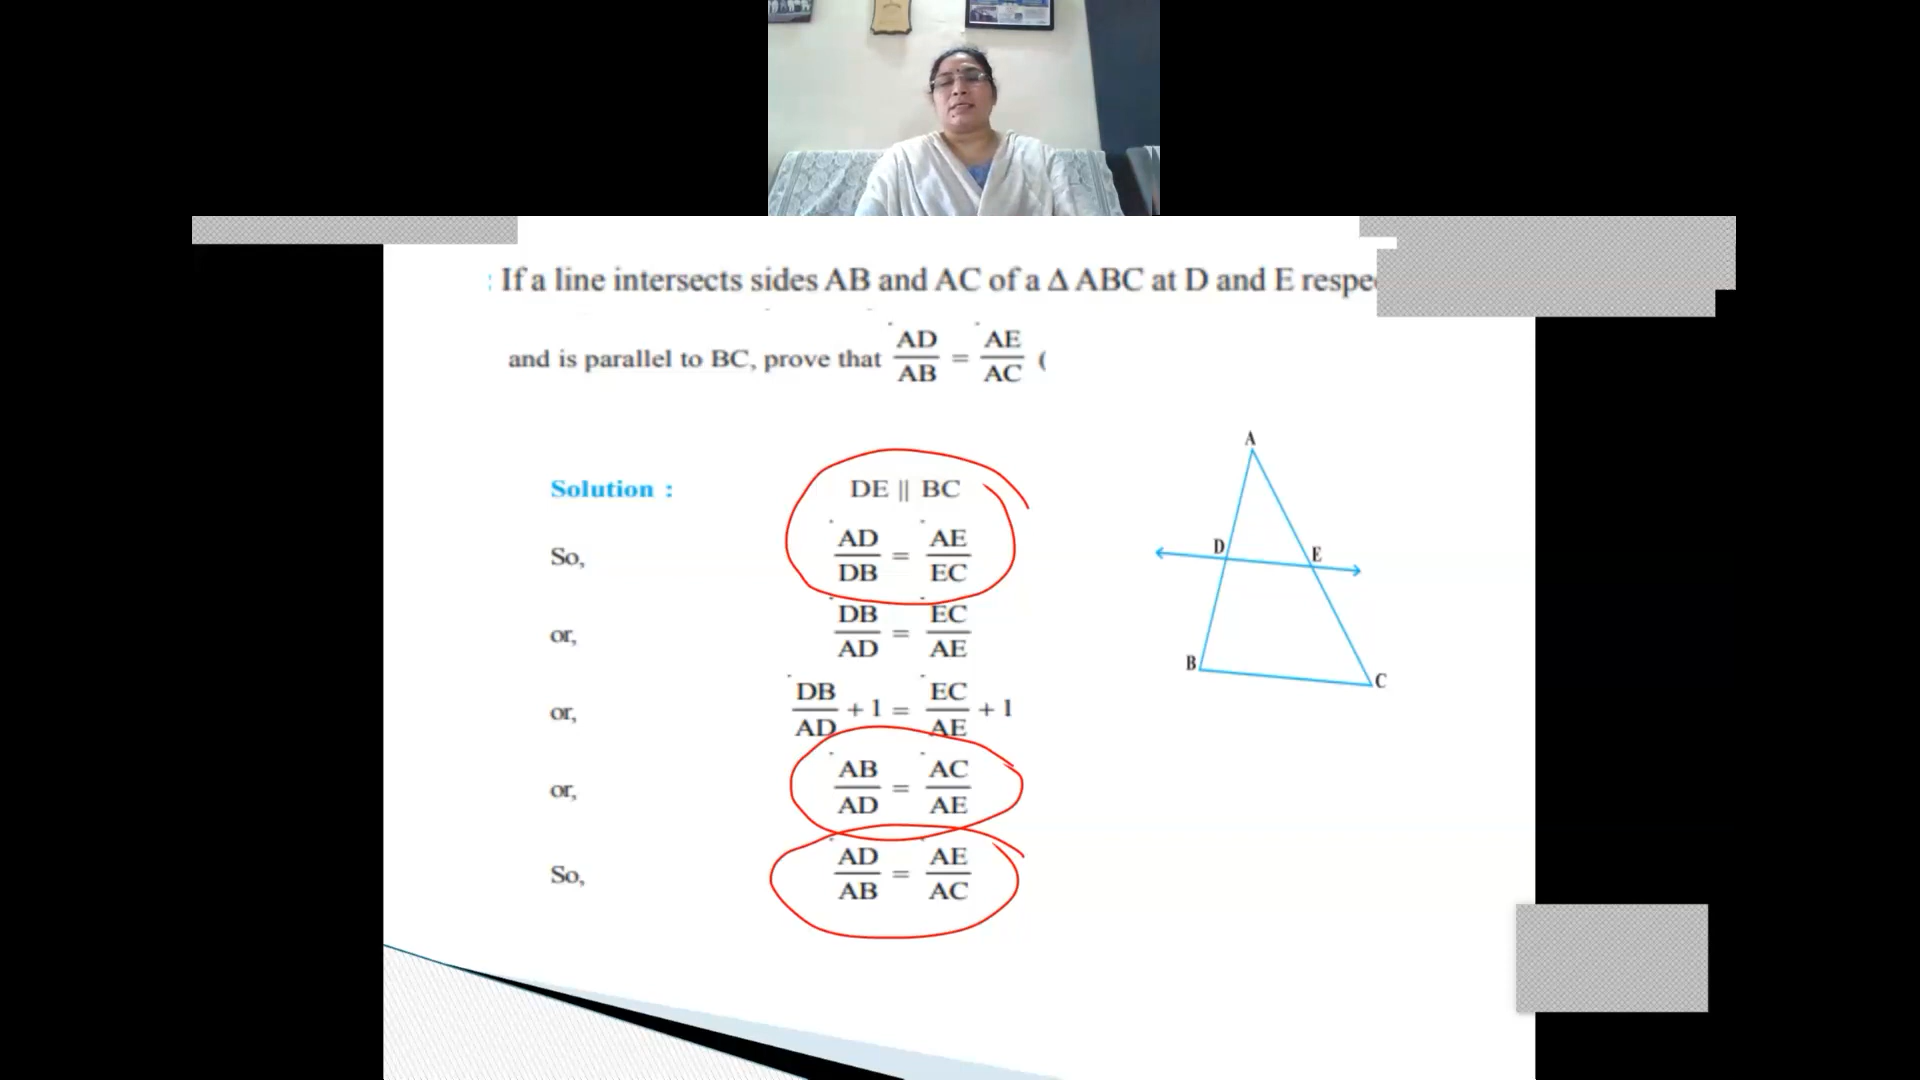 : If a line intersects sides AB and AC of a Δ ABC at D and E
and is parallel to BC, prove that AD/AB = AE/AC (
Solution : DE || BC
So, AD/DB = AE/EC
or, DB/AD = EC/AE
or, DB/AD + 1 = EC/AE + 1
or, AB/AD = AC/AE
So, AD/AB = AE/AC
A
D
E
B
C